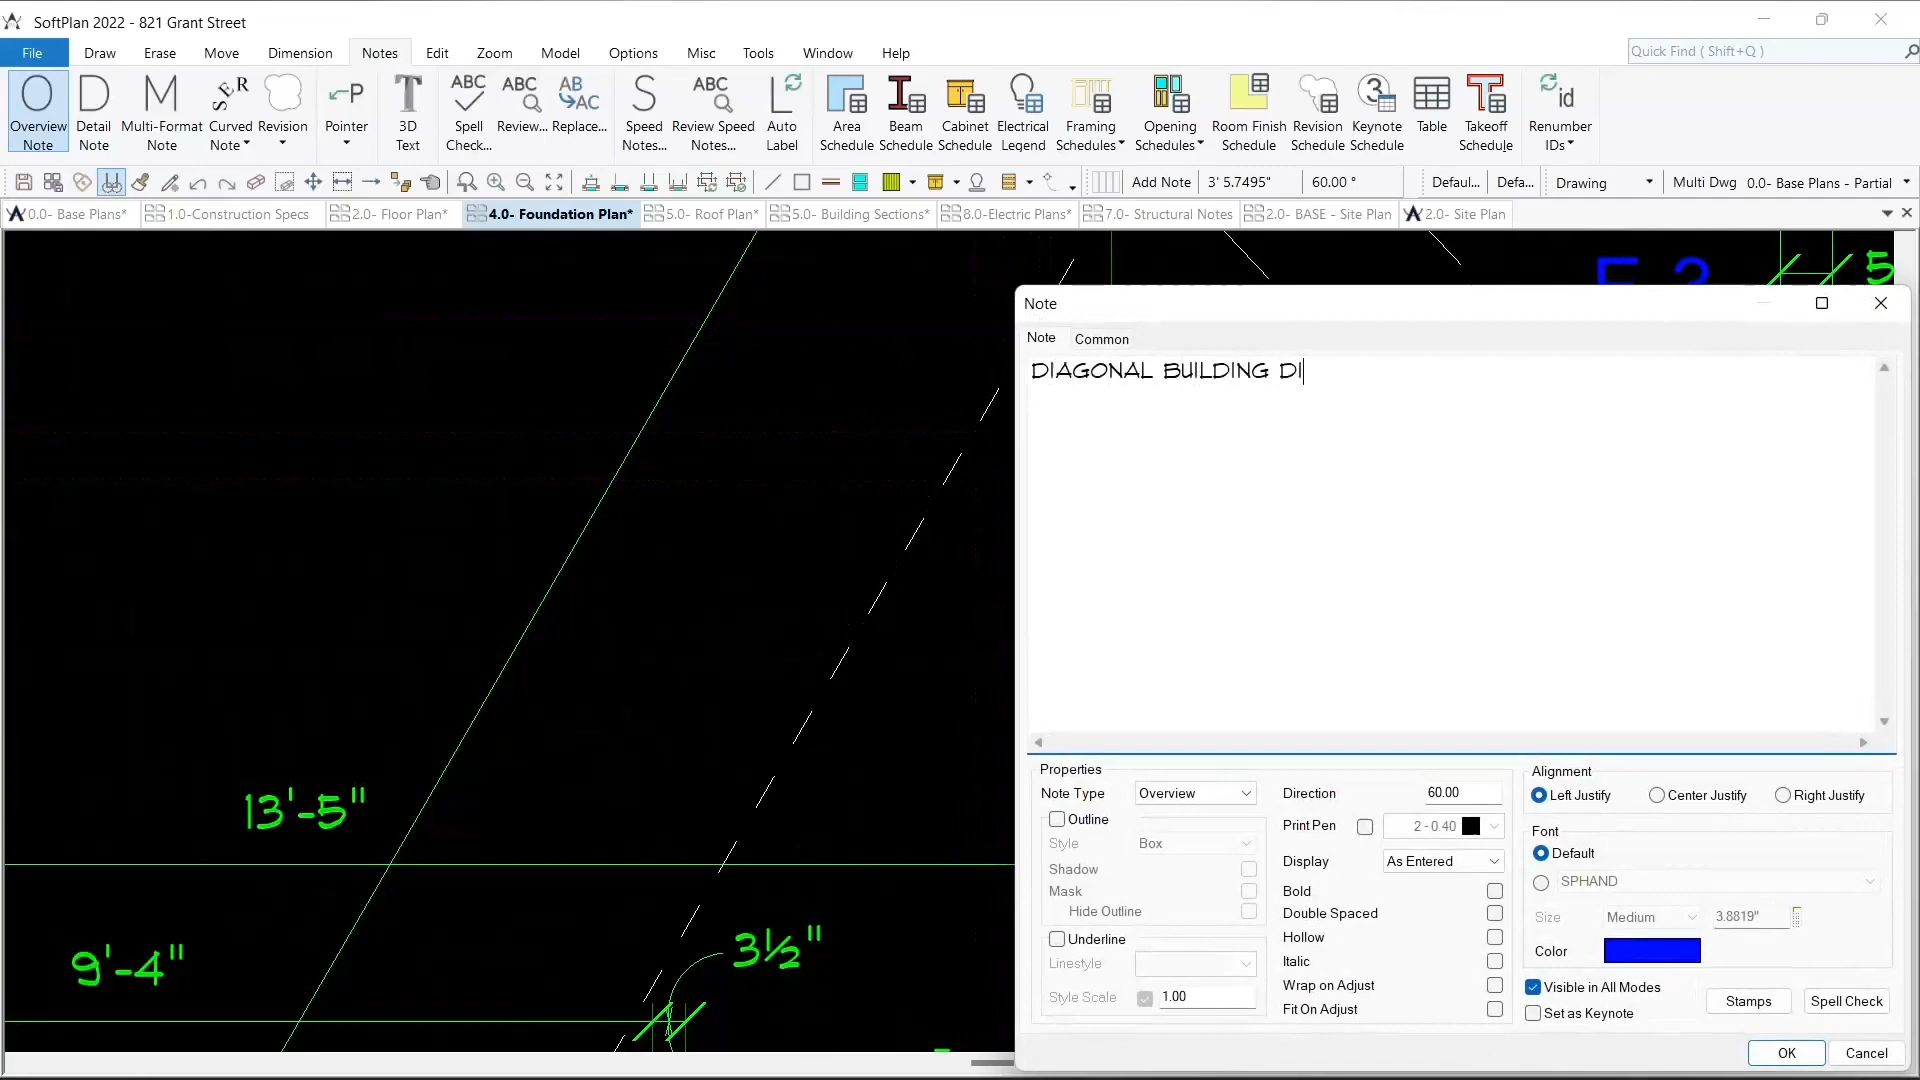 SoftPlan 2022 - 821 Grant Street
File Draw Erase Move Dimension Notes Edit Zoom Model Options Misc Tools Window Help
Quick Find ( Shift+Q )
Overview Note
Detail Note
Multi-Format Note
Curved Note
Revision
Pointer
3D Text
ABC Spell Check...
ABC Review...
AB AC Replace...
Speed Notes...
ABC Review Speed Notes...
Auto Label
Area Schedule
Beam Schedule
Cabinet Schedule
Electrical Legend
Framing Schedules
Opening Schedules
Room Finish Schedule
Revision Schedule
Keynote Schedule
Table
Takeoff Schedule
id Renumber IDs
Add Note 3' 5.7495" 60.00 ° Defaul... Defa... Drawing Multi Dwg 0.0- Base Plans - Partial
0.0- Base Plans* 1.0-Construction Specs 2.0- Floor Plan* 4.0- Foundation Plan* 5.0- Roof Plan* 5.0- Building Sections* 8.0-Electric Plans* 7.0- Structural Notes 2.0- BASE - Site Plan 2.0- Site Plan
5
13'-5"
9'-4"
3½"
Note
Note Common
DIAGONAL BUILDING DI
Properties
Note Type Overview
Outline
Style Box
Shadow
Mask
Hide Outline
Underline
Linestyle
Style Scale 1.00
Direction 60.00
Print Pen 2 - 0.40
Display As Entered
Bold
Double Spaced
Hollow
Italic
Wrap on Adjust
Fit On Adjust
Alignment
Left Justify Center Justify Right Justify
Font
Default
SPHAND
Size Medium 3.8819"
Color
Visible in All Modes
Set as Keynote
Stamps Spell Check
OK Cancel